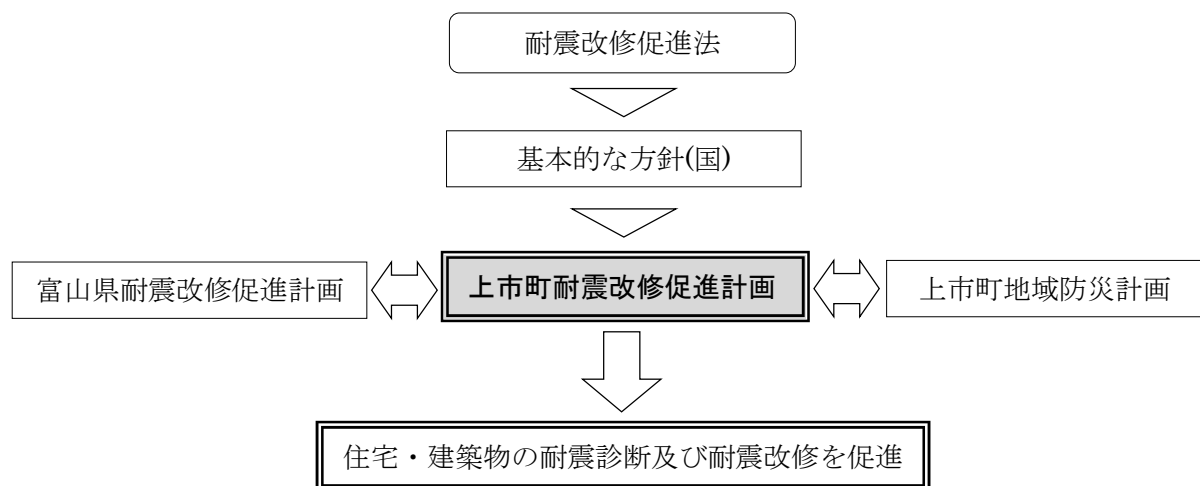 耐震改修促進法
基本的な方針(国)
富山県耐震改修促進計画
上市町耐震改修促進計画
上市町地域防災計画
住宅・建築物の耐震診断及び耐震改修を促進